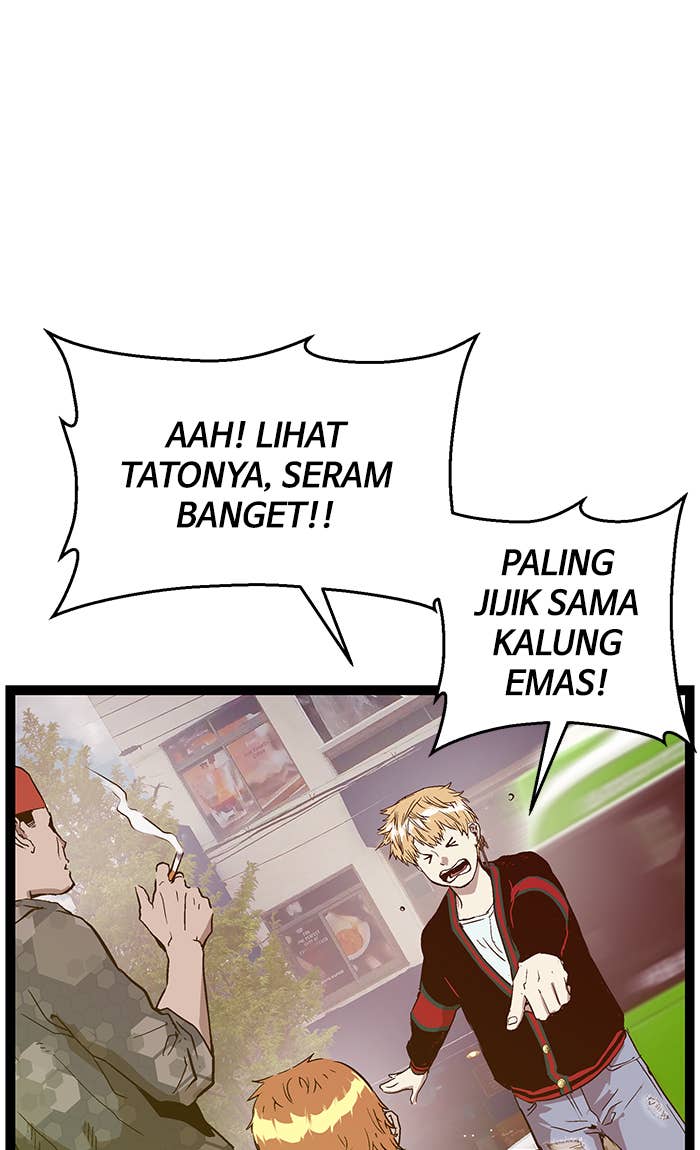 AAH! LIHAT
TATONYA, SERAM
BANGET!!
PALING
JIJIK SAMA
KALUNG
EMAS!